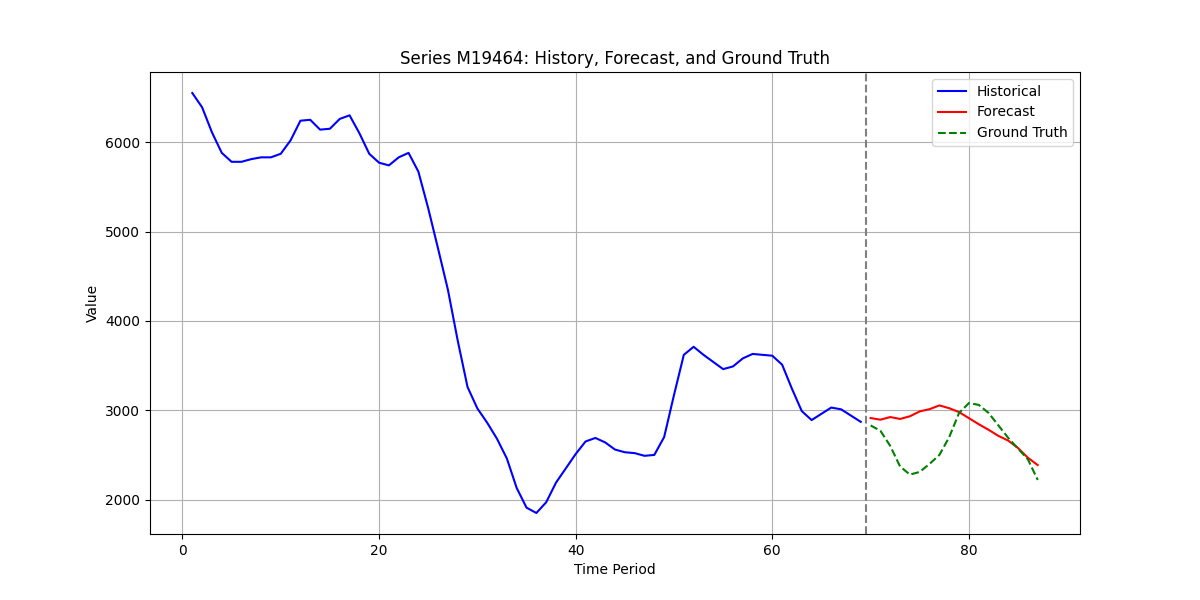 Series M19464: History, Forecast, and Ground Truth
Historical
Forecast
Ground Truth
Value
6000
5000
4000
3000
2000
0 20 40 60 80
Time Period